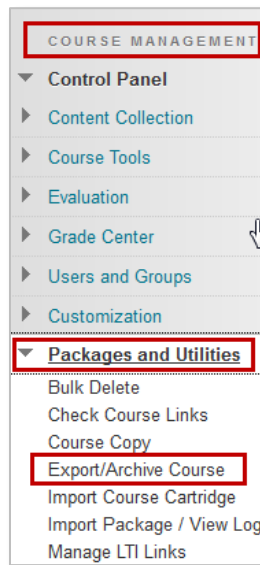 COURSE MANAGEMENT
Control Panel
Content Collection
Course Tools
Evaluation
Grade Center
Users and Groups
Customization
Packages and Utilities
Bulk Delete
Check Course Links
Course Copy
Export/Archive Course
Import Course Cartridge
Import Package / View Log
Manage LTI Links